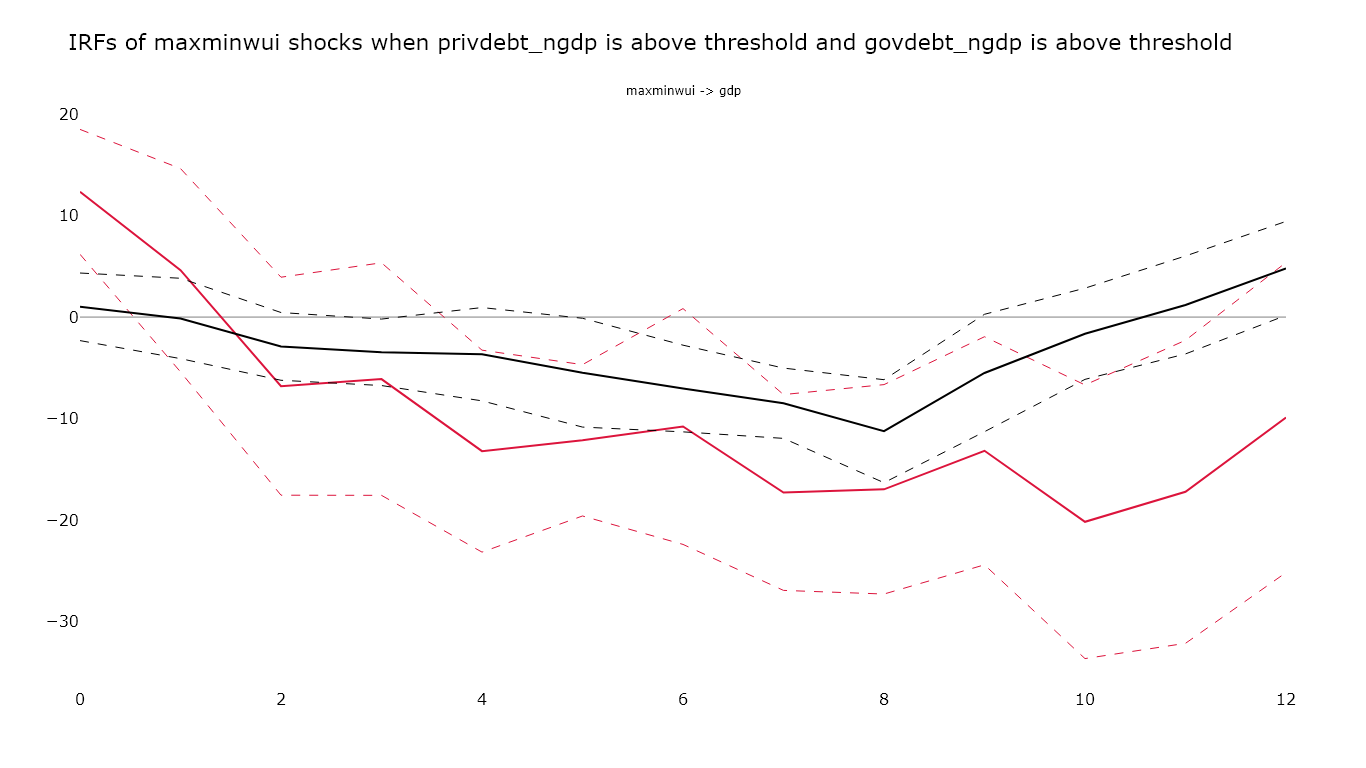 IRFs of maxminwui shocks when privdebt_ngdp is above threshold and govdebt_ngdp is above threshold
maxminwui -> gdp
20
10
0
−10
−20
−30
0 2 4 6 8 10 12